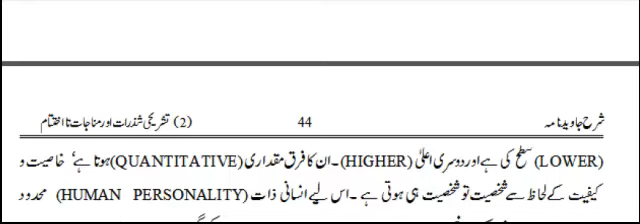 شرح جاوید نامہ 44 (2) تشریحی شذرات اور مناجات تا اختتام
(LOWER) سطح کی ہے اور دوسری اعلیٰ (HIGHER)۔ ان کا فرق مقداری (QUANTITATIVE) ہوتا ہے‘ خاصیت و
کیفیت کے لحاظ سے شخصیت تو شخصیت ہی ہوتی ہے ۔ اس لیے انسانی ذات (HUMAN PERSONALITY) محدود